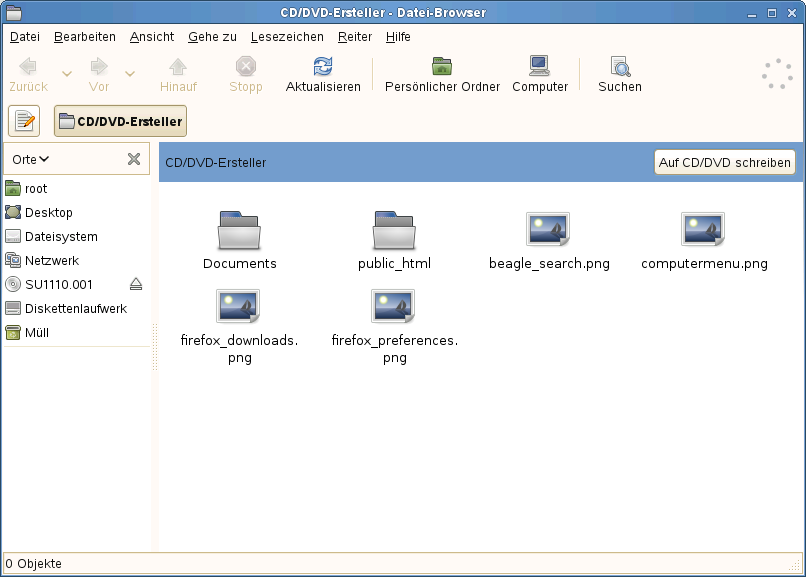 CD/DVD-Ersteller - Datei-Browser
Datei Bearbeiten Ansicht Gehe zu Lesezeichen Reiter Hilfe
Zurück Vor Hinauf Stopp Aktualisieren Persönlicher Ordner Computer Suchen
CD/DVD-Ersteller
Orte
CD/DVD-Ersteller
Auf CD/DVD schreiben
root
Desktop
Dateisystem
Netzwerk
SU1110.001
Diskettenlaufwerk
Müll
Documents
public_html
beagle_search.png
computermenu.png
firefox_downloads.
png
firefox_preferences.
png
0 Objekte